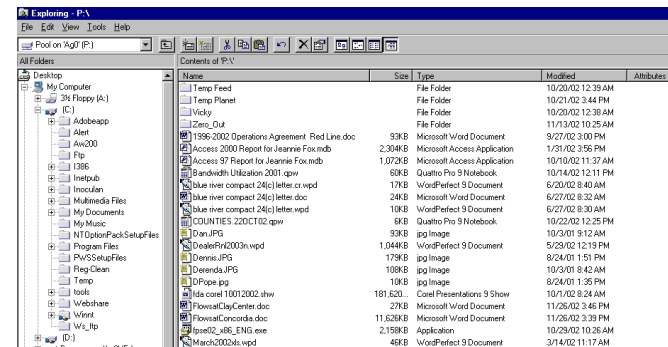 Exploring - P:\
File Edit View Tools Help
Pool on 'Ag0' (P:)
All Folders Contents of 'P:\'
Desktop
My Computer
3½ Floppy (A:)
(C:)
Adobeapp
Alert
Aw200
Ftp
I386
Inetpub
Inoculan
Multimedia Files
My Documents
My Music
NTOptionPackSetupFiles
Program Files
PWSSetupFiles
Reg-Clean
Temp
tools
Webshare
Winnt
Ws_ftp
(D:)
Name Size Type Modified Attributes
Temp Feed File Folder 10/20/02 12:39 AM
Temp Planet File Folder 10/21/02 3:44 PM
Vicky File Folder 10/20/02 12:38 AM
Zero_Out File Folder 11/13/02 10:25 AM
1996-2002 Operations Agreement Red Line.doc 93KB Microsoft Word Document 9/27/02 3:00 PM
Access 2000 Report for Jeannie Fox.mdb 2,304KB Microsoft Access Application 1/31/02 3:56 PM
Access 97 Report for Jeannie Fox.mdb 1,072KB Microsoft Access Application 10/10/02 11:37 AM
Bandwidth Utilization 2001.qpw 60KB Quattro Pro 9 Notebook 10/14/02 12:11 PM
blue river compact 24(c) letter.cr.wpd 17KB WordPerfect 9 Document 6/20/02 8:40 AM
blue river compact 24(c) letter.doc 24KB Microsoft Word Document 6/27/02 8:32 AM
blue river compact 24(c) letter.wpd 10KB WordPerfect 9 Document 6/27/02 8:30 AM
COUNTIES.22OCT02.qpw 6KB Quattro Pro 9 Notebook 10/22/02 12:25 PM
Dan.JPG 93KB jpg Image 10/3/01 9:12 AM
DealerRnl2003n.wpd 1,044KB WordPerfect 9 Document 5/29/02 12:19 PM
Dennis.JPG 179KB jpg Image 8/24/01 1:51 PM
Derenda.JPG 108KB jpg Image 10/3/01 8:42 AM
DPope.jpg 10KB jpg Image 8/24/01 1:35 PM
fda corel 10012002.shw 181,620... Corel Presentations 9 Show 10/1/02 8:24 AM
FlowsatClayCenter.doc 27KB Microsoft Word Document 11/26/02 3:46 PM
FlowsatConcordia.doc 11,626KB Microsoft Word Document 11/26/02 3:39 PM
fpse02_x86_ENG.exe 2,158KB Application 10/29/02 10:26 AM
March2002xls.wpd 46KB WordPerfect 9 Document 3/14/02 11:17 AM